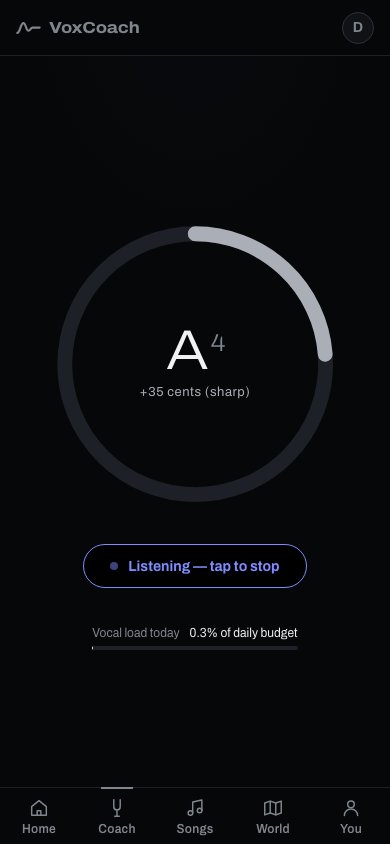 VoxCoach
D
A4
+35 cents (sharp)
Listening — tap to stop
Vocal load today 0.3% of daily budget
Home Coach Songs World You